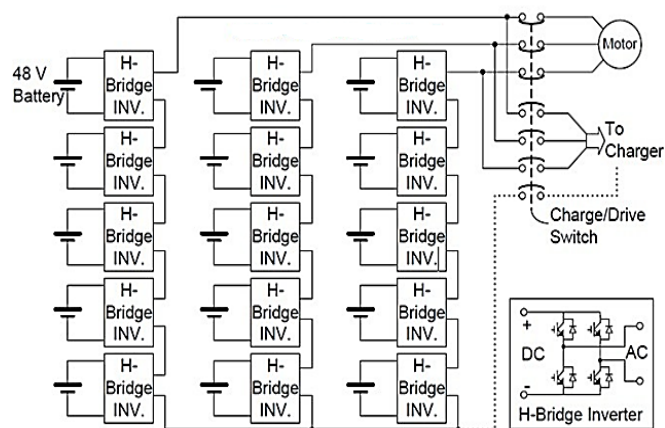 48 V
Battery
H-
Bridge
INV.
H-
Bridge
INV.
H-
Bridge
INV.
Motor
H-
Bridge
INV.
H-
Bridge
INV.
H-
Bridge
INV.
To
Charger
H-
Bridge
INV.
H-
Bridge
INV.
H-
Bridge
INV.
Charge/Drive
Switch
H-
Bridge
INV.
H-
Bridge
INV.
H-
Bridge
INV.
H-
Bridge
INV.
H-
Bridge
INV.
H-
Bridge
INV.
+
DC
AC
-
H-Bridge Inverter